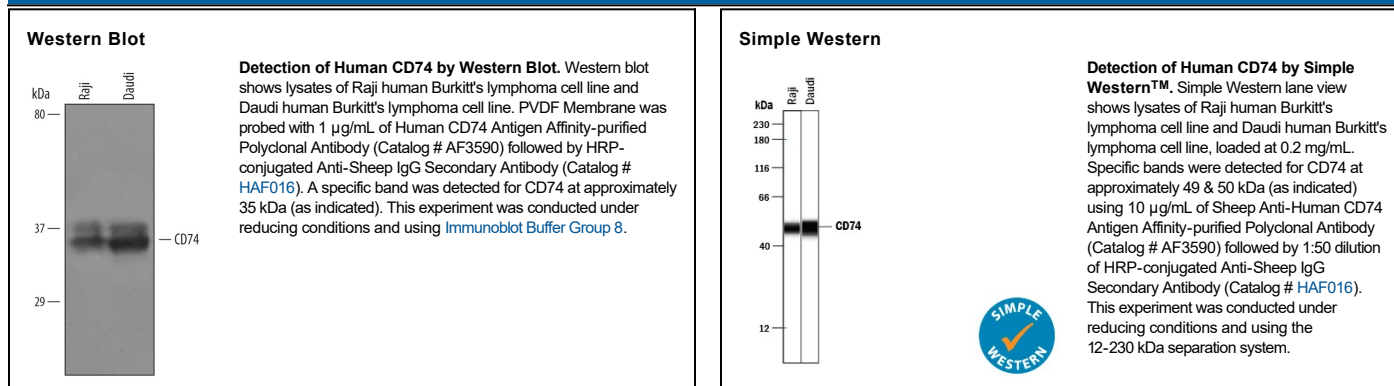 Western Blot
kDa
Raji
Daudi
80
37
CD74
29
Detection of Human CD74 by Western Blot. Western blot
shows lysates of Raji human Burkitt's lymphoma cell line and
Daudi human Burkitt's lymphoma cell line. PVDF Membrane was
probed with 1 µg/mL of Human CD74 Antigen Affinity-purified
Polyclonal Antibody (Catalog # AF3590) followed by HRP-
conjugated Anti-Sheep IgG Secondary Antibody (Catalog #
HAF016). A specific band was detected for CD74 at approximately
35 kDa (as indicated). This experiment was conducted under
reducing conditions and using Immunoblot Buffer Group 8.
Simple Western
kDa
Raji
Daudi
230
180
116
66
CD74
40
12
SIMPLE
WESTERN
Detection of Human CD74 by Simple
Western™. Simple Western lane view
shows lysates of Raji human Burkitt's
lymphoma cell line and Daudi human Burkitt's
lymphoma cell line, loaded at 0.2 mg/mL.
Specific bands were detected for CD74 at
approximately 49 & 50 kDa (as indicated)
using 10 µg/mL of Sheep Anti-Human CD74
Antigen Affinity-purified Polyclonal Antibody
(Catalog # AF3590) followed by 1:50 dilution
of HRP-conjugated Anti-Sheep IgG
Secondary Antibody (Catalog # HAF016).
This experiment was conducted under
reducing conditions and using the
12-230 kDa separation system.